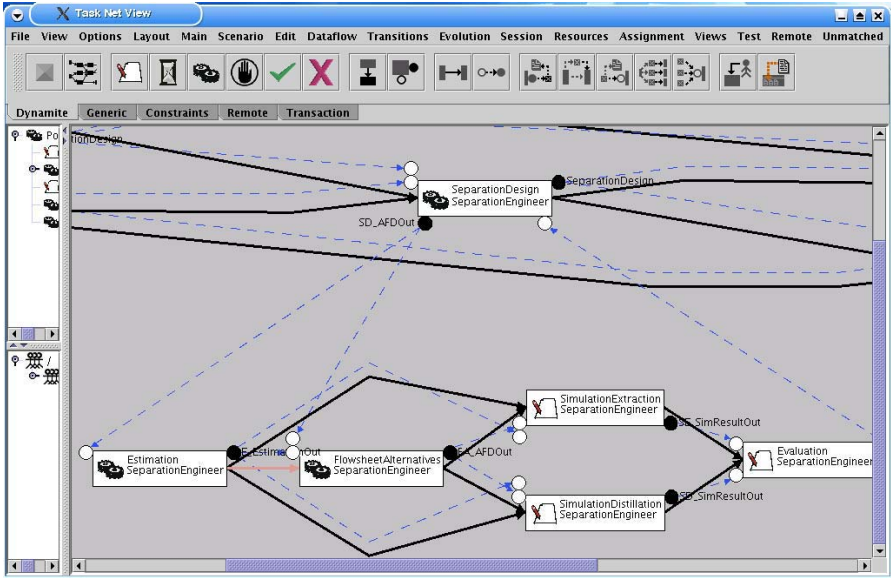 Task Net View
File View Options Layout Main Scenario Edit Dataflow Transitions Evolution Session Resources Assignment Views Test Remote Unmatched
Dynamite Generic Constraints Remote Transaction
Po
tionDesign
SeparationDesign
SeparationEngineer
SeparationDesign
SD_AFDOut
SimulationExtraction
SeparationEngineer
SE_SimResultOut
Estimation
SeparationEngineer
FlowsheetAlternatives
SeparationEngineer
A_AFDOut
Evaluation
SeparationEngineer
SimulationDistillation
SeparationEngineer
SD_SimResultOut
/